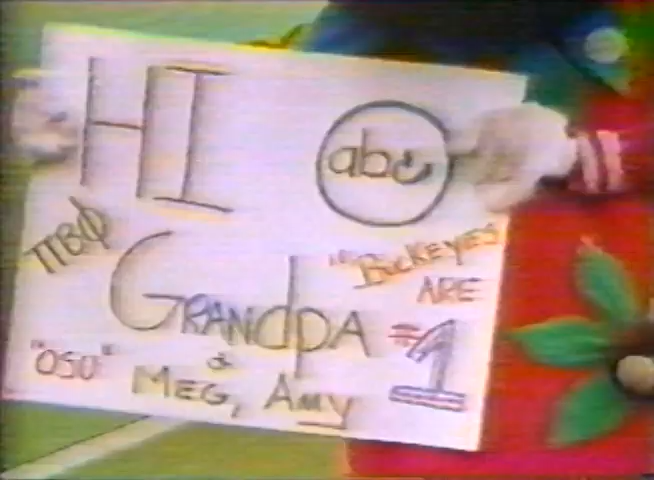 HI
abc
ΠΒΦ
"BUCKEYES
ARE
#1
GRANDPA
&
"OSU"
MEG, AMY